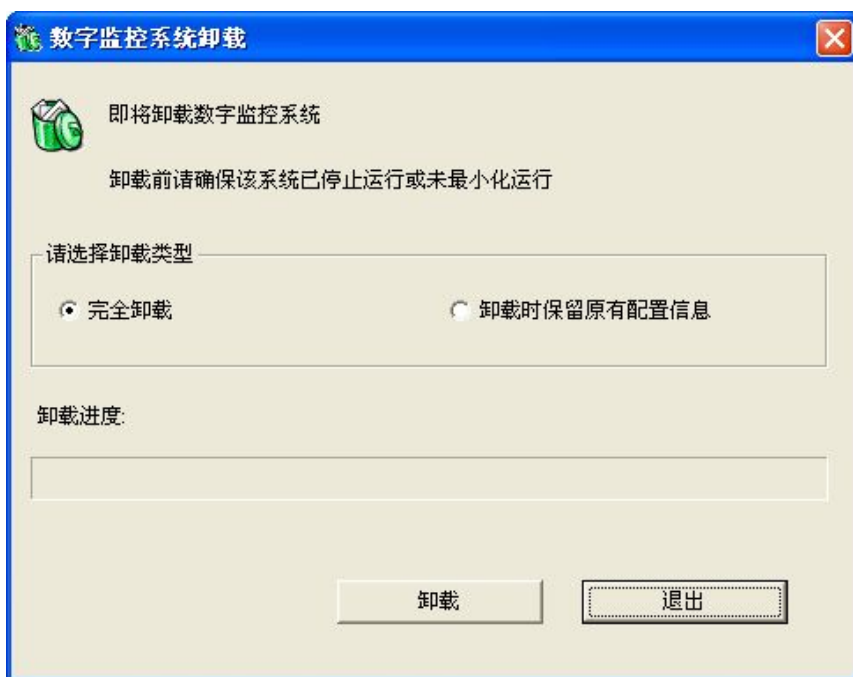 数字监控系统卸载
即将卸载数字监控系统
卸载前请确保该系统已停止运行或未最小化运行
请选择卸载类型
完全卸载 卸载时保留原有配置信息
卸载进度:
卸载 退出